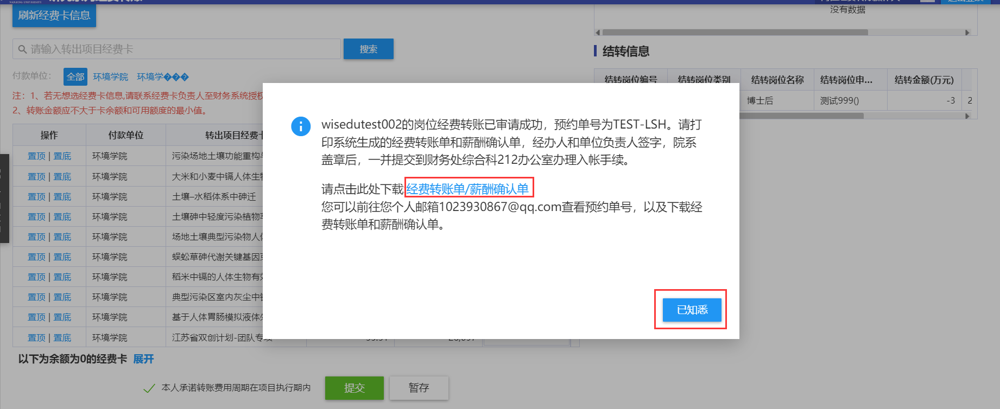 NANJING UNIVERSITY
刷新经费卡信息
没有数据
请输入转出项目经费卡
搜索
结转信息
付款单位：
全部
环境学院
环境学���
结转岗位编号 结转岗位类别 结转岗位名称 结转岗位申... 结转金额(万元)
博士后 测试999() -3 2
注：1、若无想选经费卡信息,请联系经费卡负责人至财务系统授权
2、转账金额应不大于卡余额和可用额度的最小值。
操作 付款单位 转出项目经费卡
置顶 | 置底 环境学院 污染场地土壤功能重构与
置顶 | 置底 环境学院 大米和小麦中镉人体生物
置顶 | 置底 环境学院 土壤–水稻体系中砷迁
置顶 | 置底 环境学院 土壤砷中轻度污染植物
置顶 | 置底 环境学院 场地土壤典型污染物人体
置顶 | 置底 环境学院 蜈蚣草砷代谢关键基因
置顶 | 置底 环境学院 稻米中镉的人体生物有效
置顶 | 置底 环境学院 典型污染区室内灰尘中
置顶 | 置底 环境学院 基于人体胃肠模拟液体
置顶 | 置底 环境学院 江苏省双创计划-团队专项
wisedutest002的岗位经费转账已审请成功，预约单号为TEST-LSH。请打
印系统生成的经费转账单和薪酬确认单，经办人和单位负责人签字，院系
盖章后，一并提交到财务处综合科212办公室办理入帐手续。
请点击此处下载 经费转账单/薪酬确认单
您可以前往您个人邮箱1023930867@qq.com查看预约单号，以及下载经
费转账单和薪酬确认单。
已知悉
以下为余额为0的经费卡 展开
本人承诺转账费用周期在项目执行期内
提交
暂存